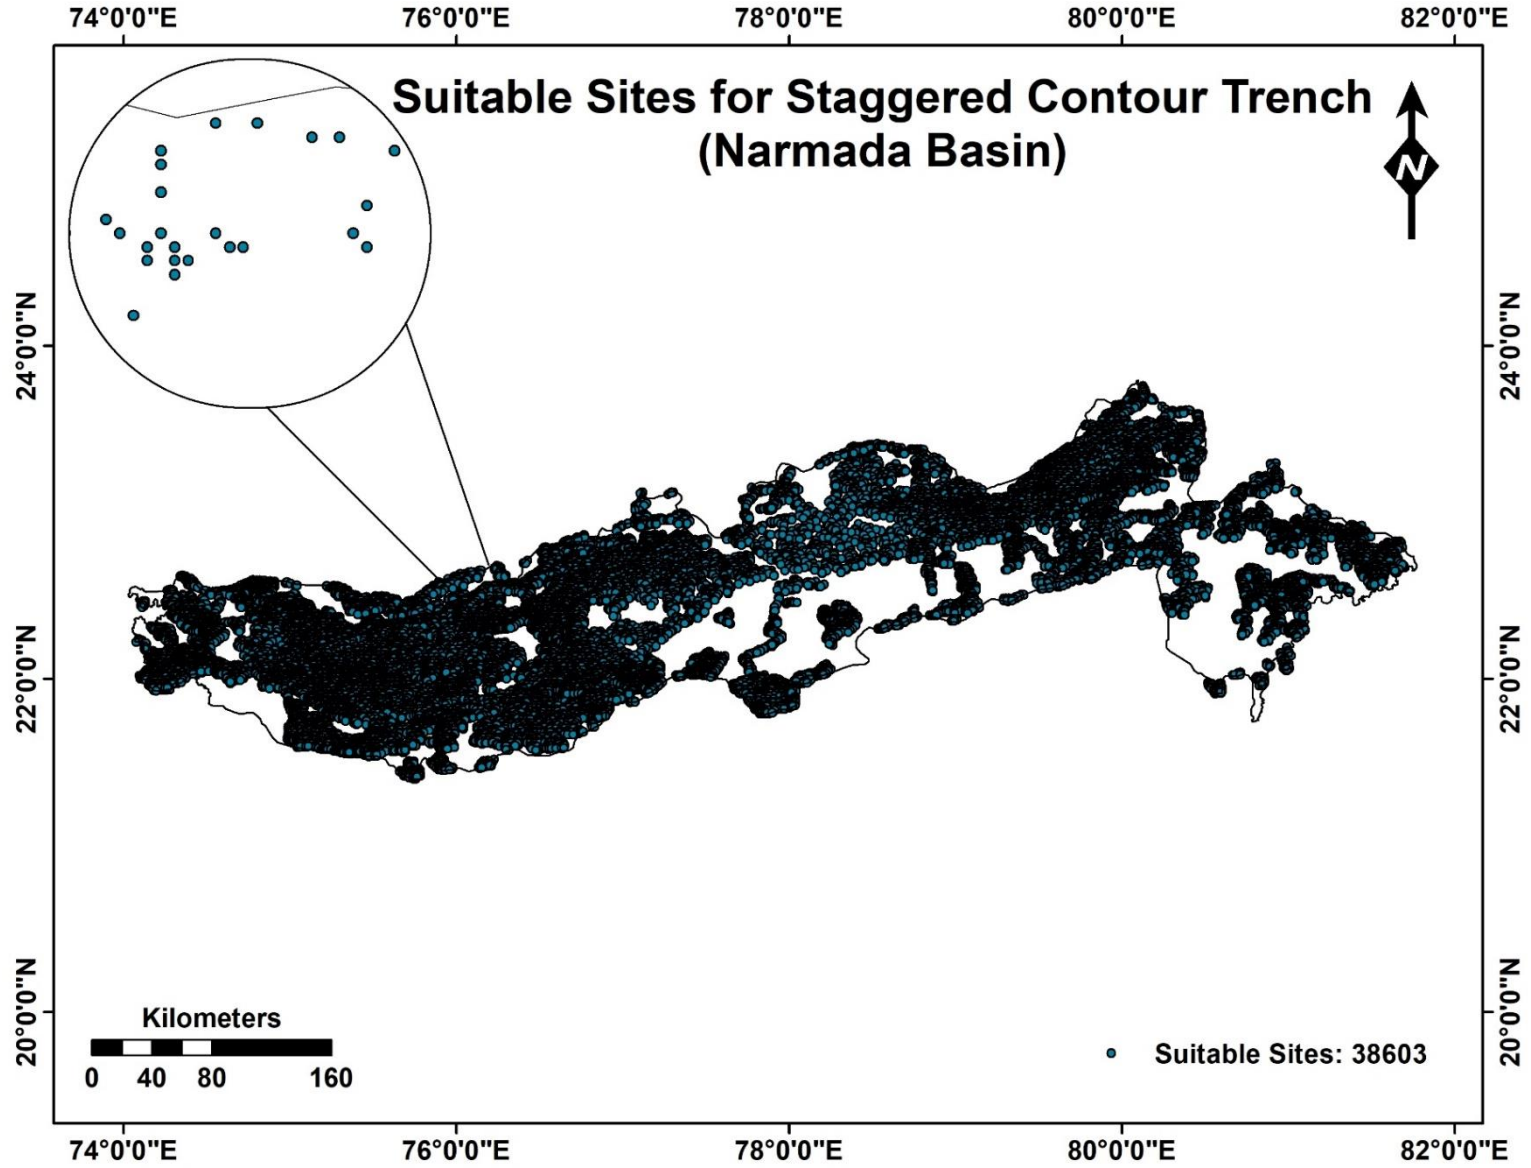 74°0'0"E 76°0'0"E 78°0'0"E 80°0'0"E 82°0'0"E
Suitable Sites for Staggered Contour Trench
(Narmada Basin)
N
24°0'0"N 24°0'0"N
22°0'0"N 22°0'0"N
20°0'0"N 20°0'0"N
Kilometers
0 40 80 160
Suitable Sites: 38603
74°0'0"E 76°0'0"E 78°0'0"E 80°0'0"E 82°0'0"E